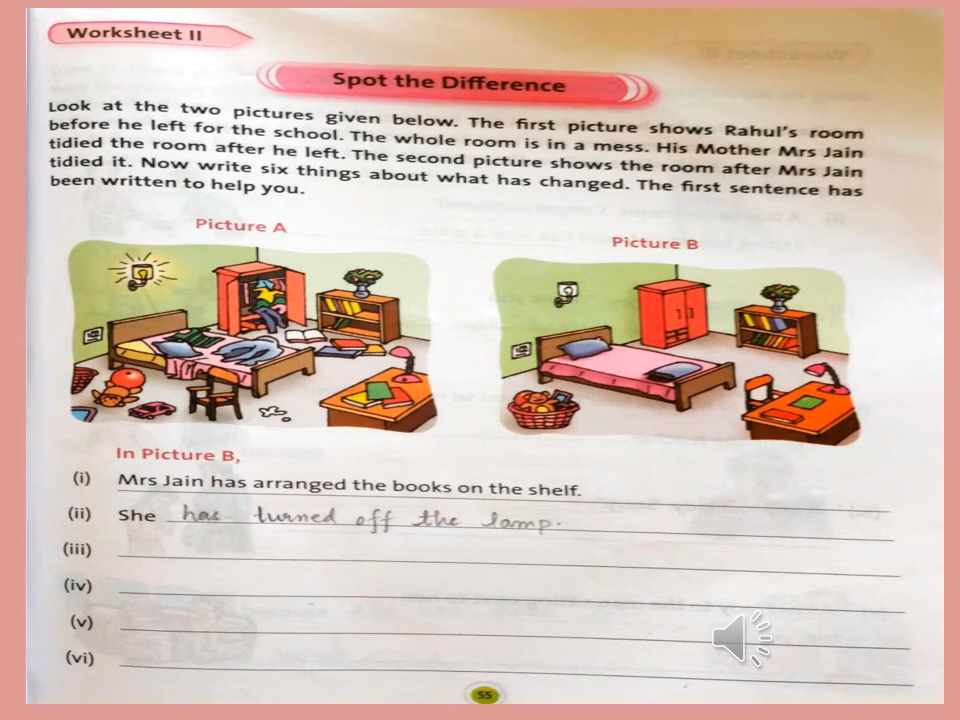 Worksheet II
Spot the Difference
Look at the two pictures given below. The first picture shows Rahul's room
before he left for the school. The whole room is in a mess. His Mother Mrs Jain
tidied the room after he left. The second picture shows the room after Mrs Jain
tidied it. Now write six things about what has changed. The first sentence has
been written to help you.
Picture A
Picture B
In Picture B,
(i) Mrs Jain has arranged the books on the shelf.
(ii) She has turned off the lamp.
(iii)
(iv)
(v)
(vi)
55